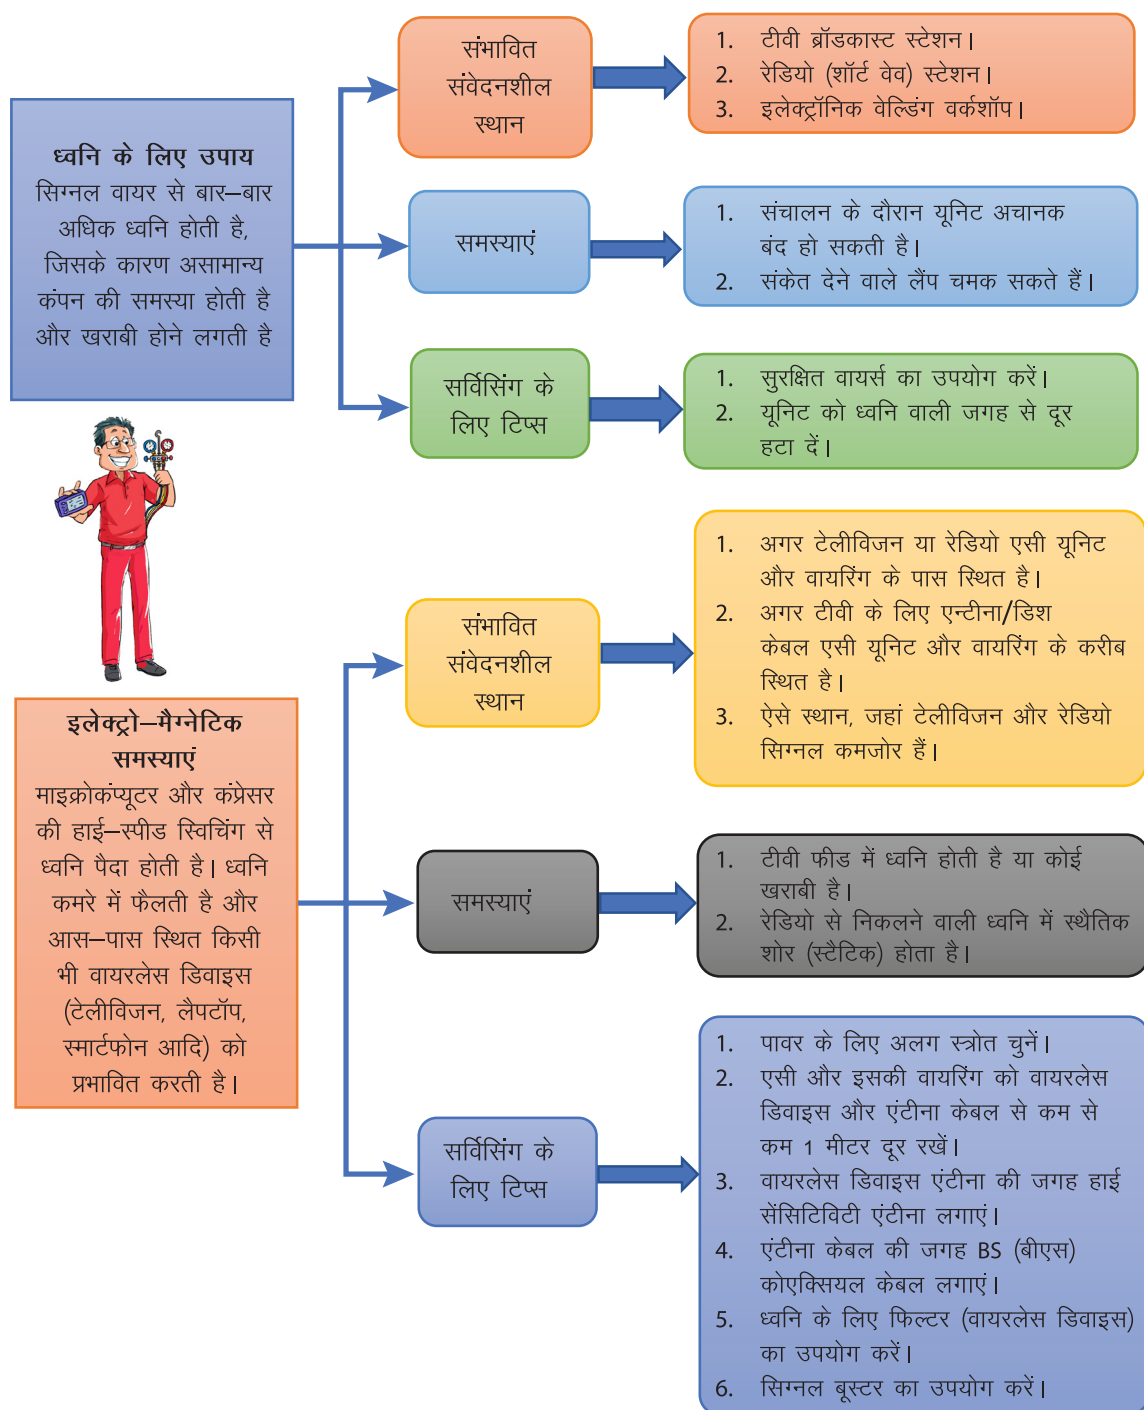 ध्वनि के लिए उपाय
सिग्नल वायर से बार–बार
अधिक ध्वनि होती है,
जिसके कारण असामान्य
कंपन की समस्या होती है
और खराबी होने लगती है
संभावित
संवेदनशील
स्थान
1. टीवी ब्रॉडकास्ट स्टेशन।
2. रेडियो (शॉर्ट वेव) स्टेशन।
3. इलेक्ट्रॉनिक वेल्डिंग वर्कशॉप।
समस्याएं
1. संचालन के दौरान यूनिट अचानक
बंद हो सकती है।
2. संकेत देने वाले लैंप चमक सकते हैं।
सर्विसिंग के
लिए टिप्स
1. सुरक्षित वायर्स का उपयोग करें।
2. यूनिट को ध्वनि वाली जगह से दूर
हटा दें।
इलेक्ट्रो–मैग्नेटिक
समस्याएं
माइक्रोकंप्यूटर और कंप्रेसर
की हाई–स्पीड स्विचिंग से
ध्वनि पैदा होती है। ध्वनि
कमरे में फैलती है और
आस–पास स्थित किसी
भी वायरलेस डिवाइस
(टेलीविजन, लैपटॉप,
स्मार्टफोन आदि) को
प्रभावित करती है।
संभावित
संवेदनशील
स्थान
1. अगर टेलीविजन या रेडियो एसी यूनिट
और वायरिंग के पास स्थित है।
2. अगर टीवी के लिए एन्टीना/डिश
केबल एसी यूनिट और वायरिंग के करीब
स्थित है।
3. ऐसे स्थान, जहां टेलीविजन और रेडियो
सिग्नल कमजोर हैं।
समस्याएं
1. टीवी फीड में ध्वनि होती है या कोई
खराबी है।
2. रेडियो से निकलने वाली ध्वनि में स्थैतिक
शोर (स्टैटिक) होता है।
सर्विसिंग के
लिए टिप्स
1. पावर के लिए अलग स्त्रोत चुनें।
2. एसी और इसकी वायरिंग को वायरलेस
डिवाइस और एंटीना केबल से कम से
कम 1 मीटर दूर रखें।
3. वायरलेस डिवाइस एंटीना की जगह हाई
सेंसिटिविटी एंटीना लगाएं।
4. एंटीना केबल की जगह BS (बीएस)
कोएक्सियल केबल लगाएं।
5. ध्वनि के लिए फिल्टर (वायरलेस डिवाइस)
का उपयोग करें।
6. सिग्नल बूस्टर का उपयोग करें।